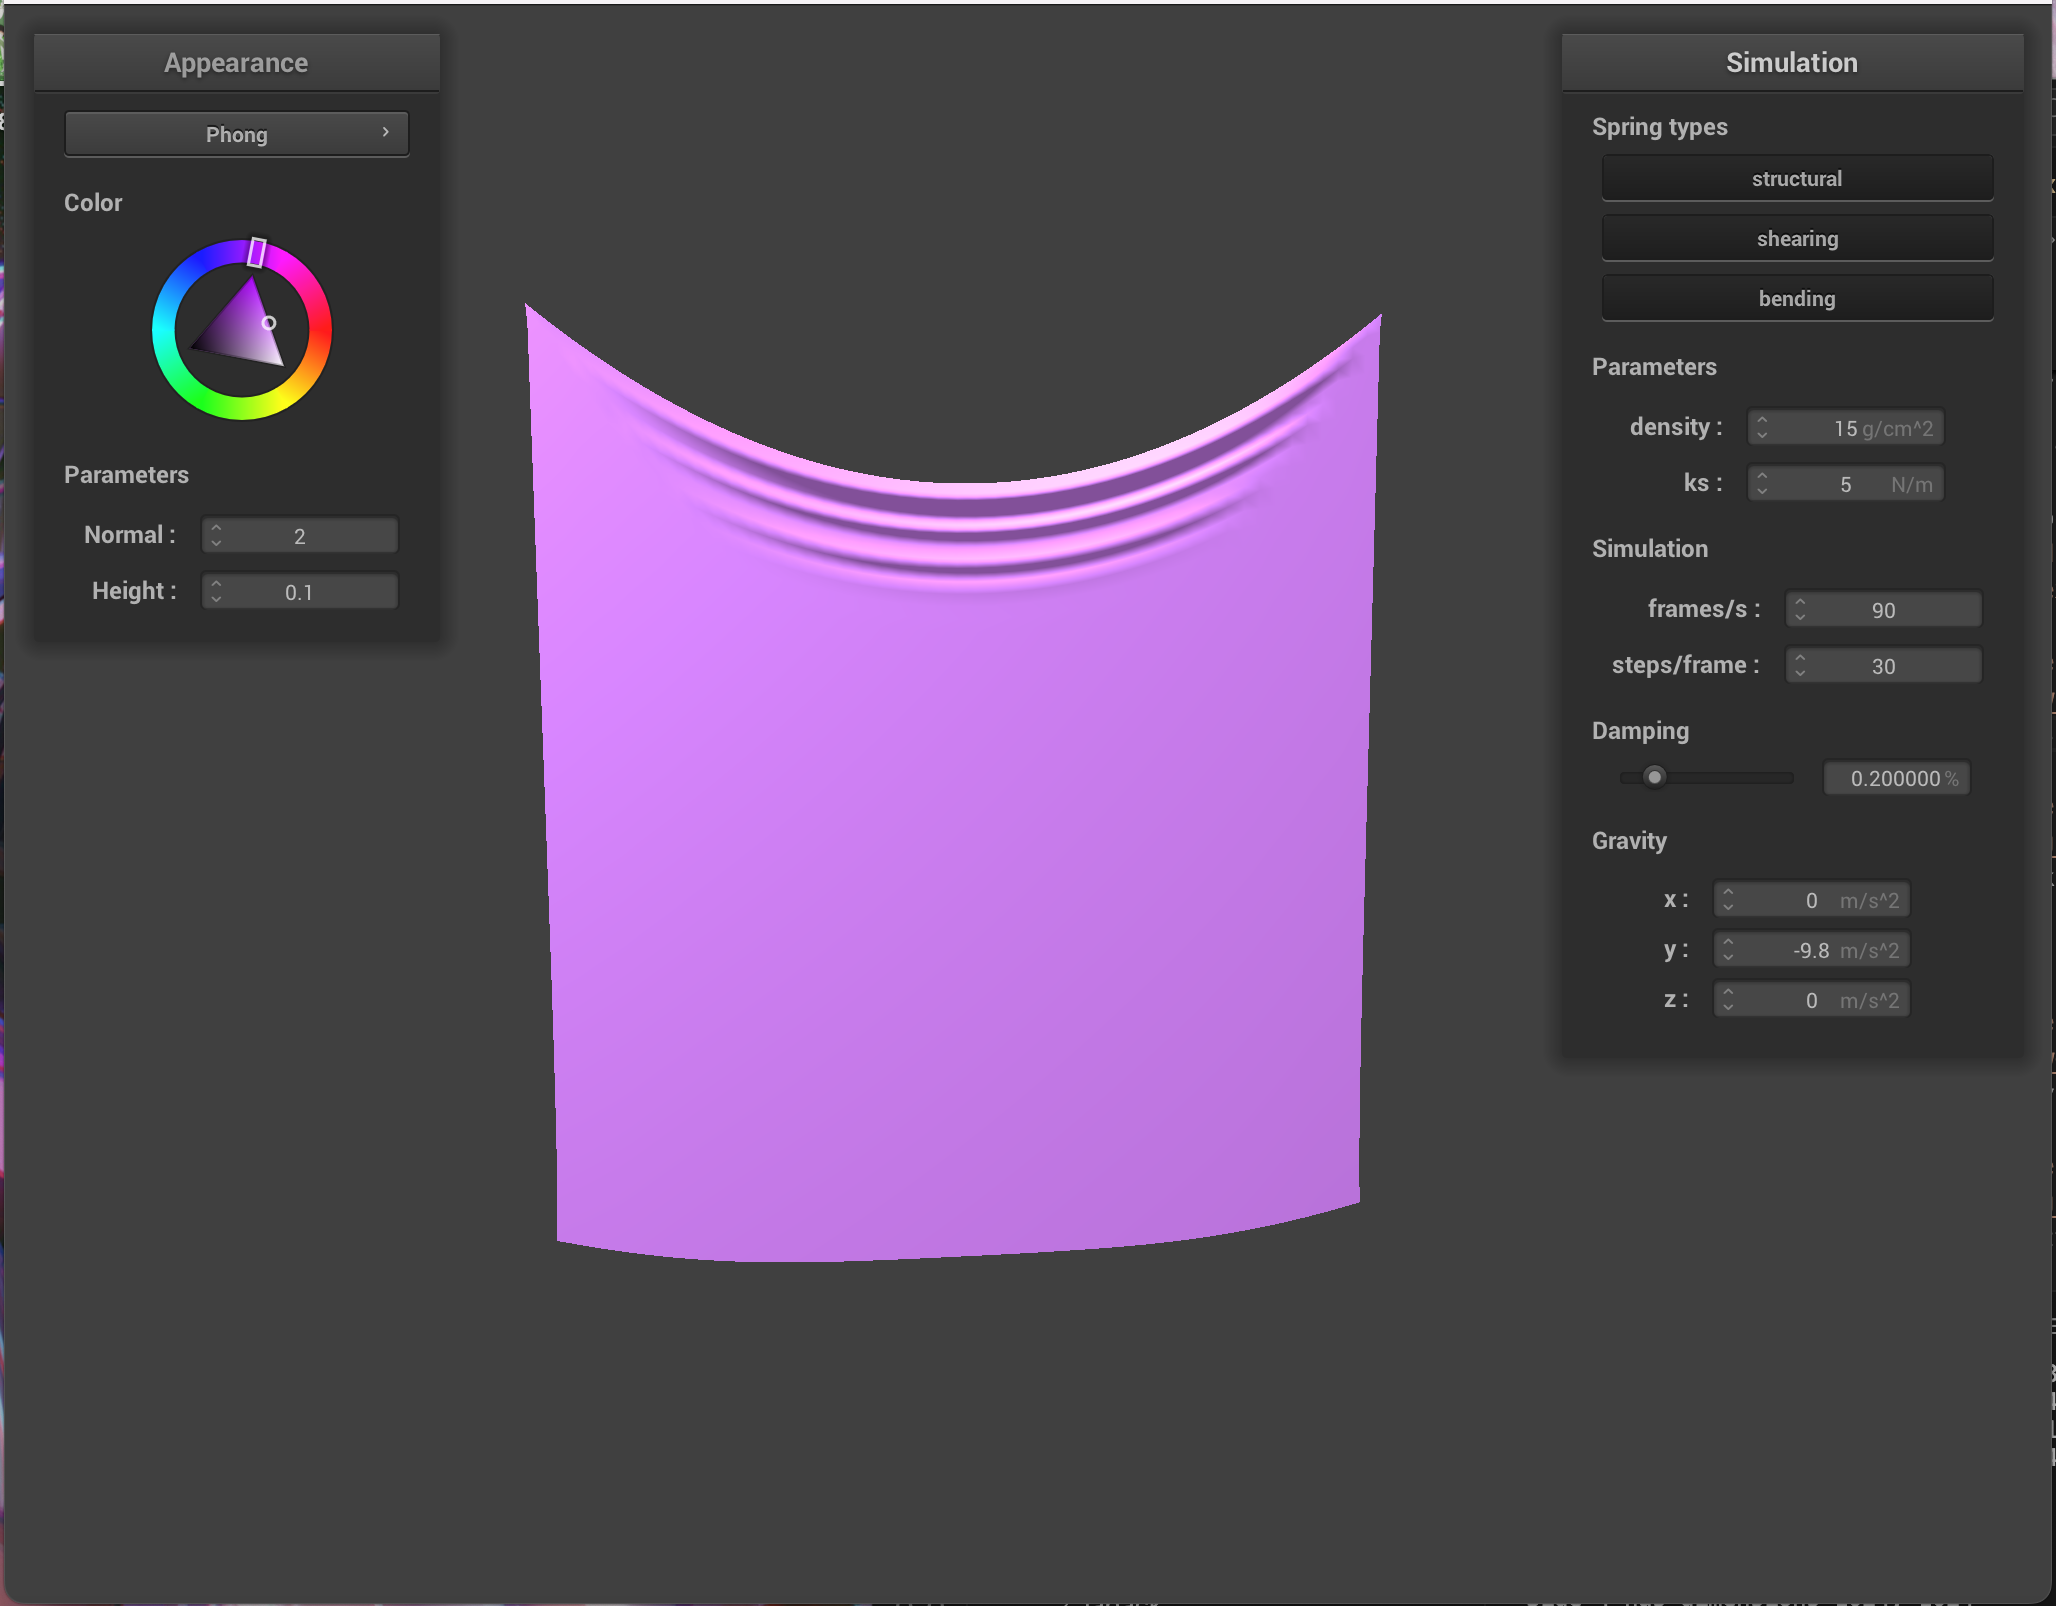 Appearance
Phong
Color
Parameters
Normal : 2
Height : 0.1
Simulation
Spring types
structural
shearing
bending
Parameters
density : 15 g/cm^2
ks : 5 N/m
Simulation
frames/s : 90
steps/frame : 30
Damping
0.200000 %
Gravity
x : 0 m/s^2
y : -9.8 m/s^2
z : 0 m/s^2